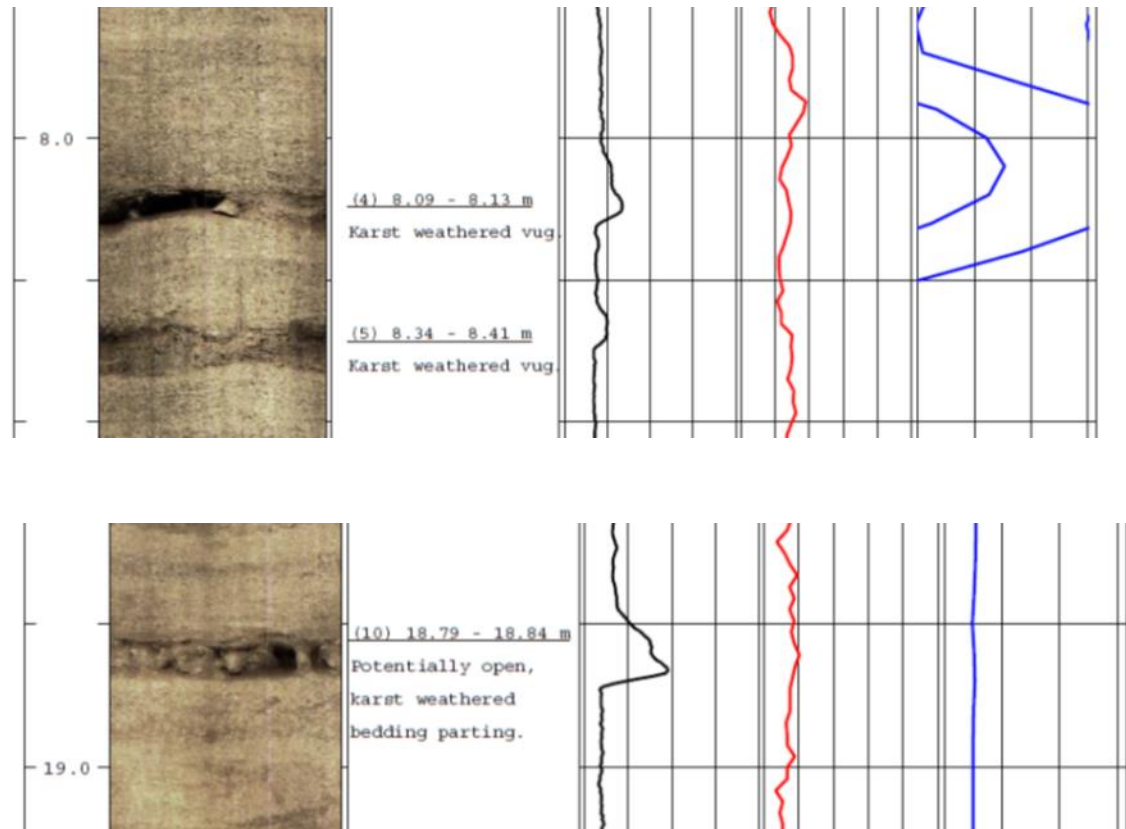 8.0
(4) 8.09 - 8.13 m
Karst weathered vug.
(5) 8.34 - 8.41 m
Karst weathered vug.
(10) 18.79 - 18.84 m
Potentially open,
karst weathered
bedding parting.
19.0